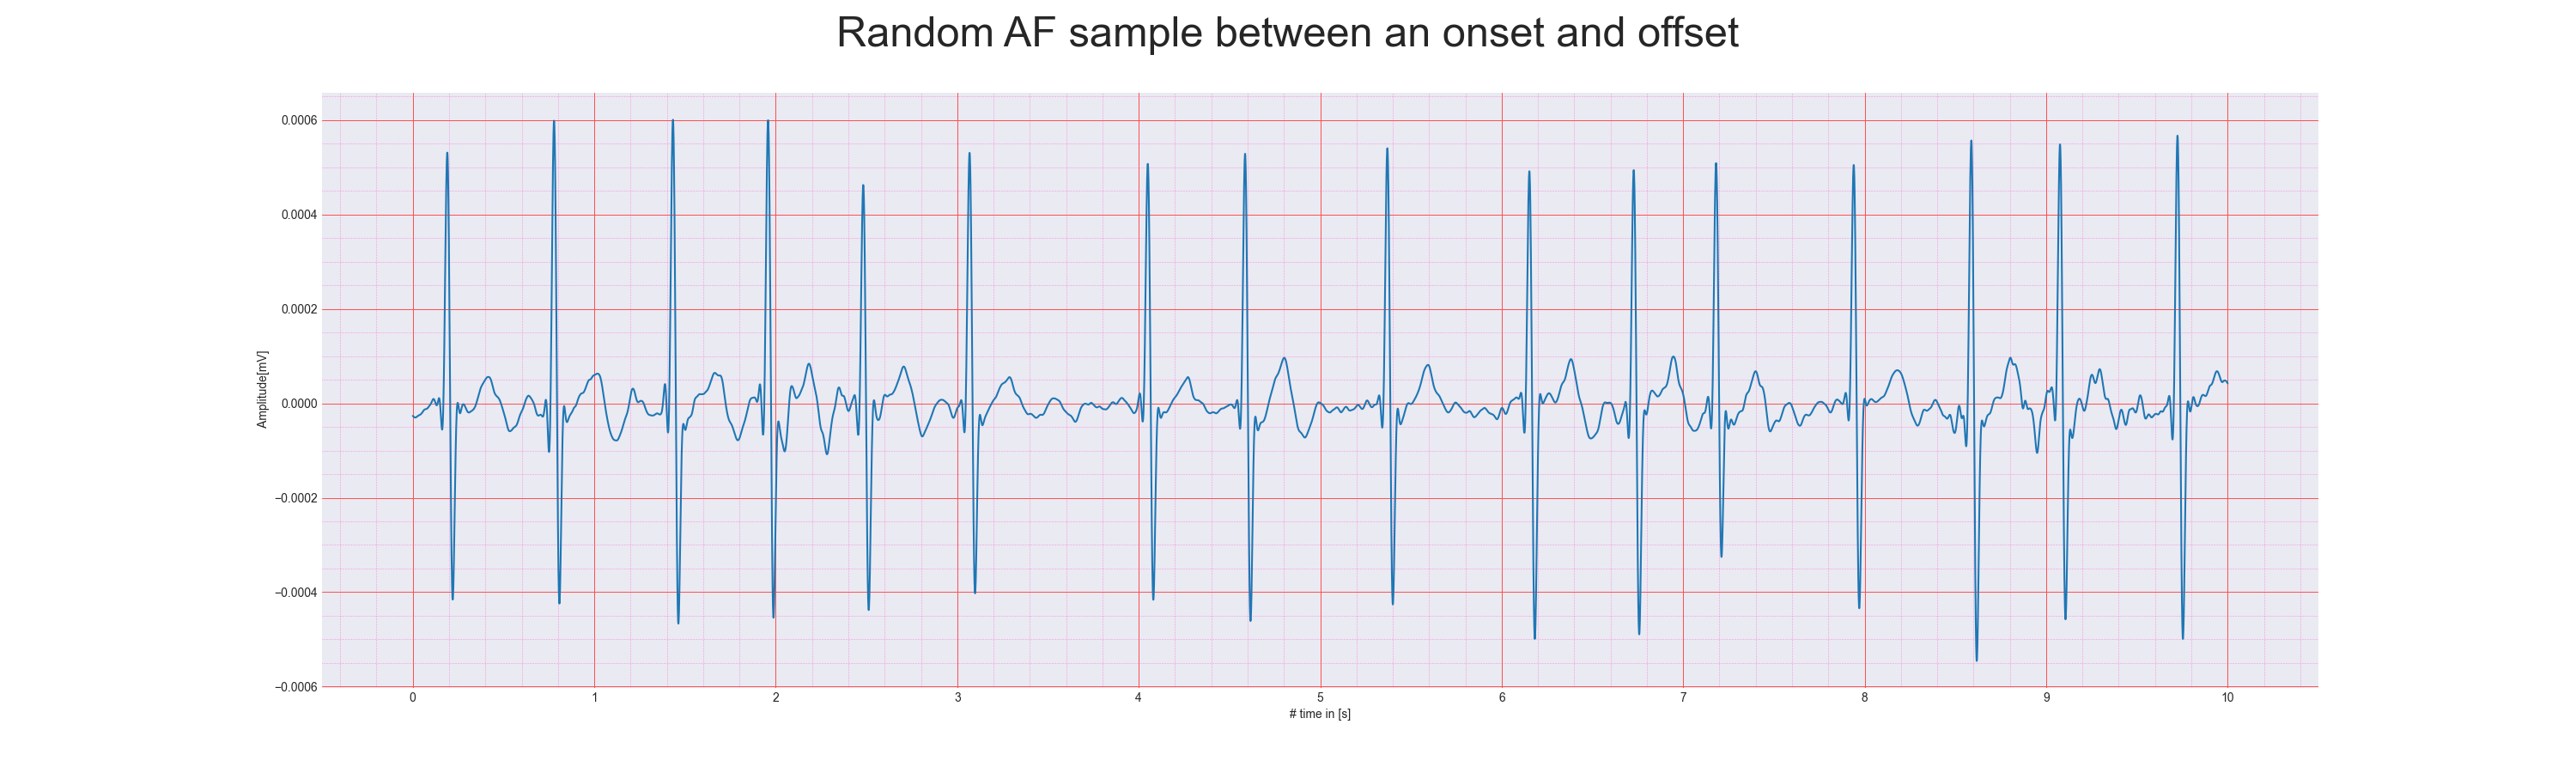 Random AF sample between an onset and offset
0.0006
0.0004
0.0002
0.0000
−0.0002
−0.0004
−0.0006
Amplitude[mV]
0 1 2 3 4 5 6 7 8 9 10
# time in [s]